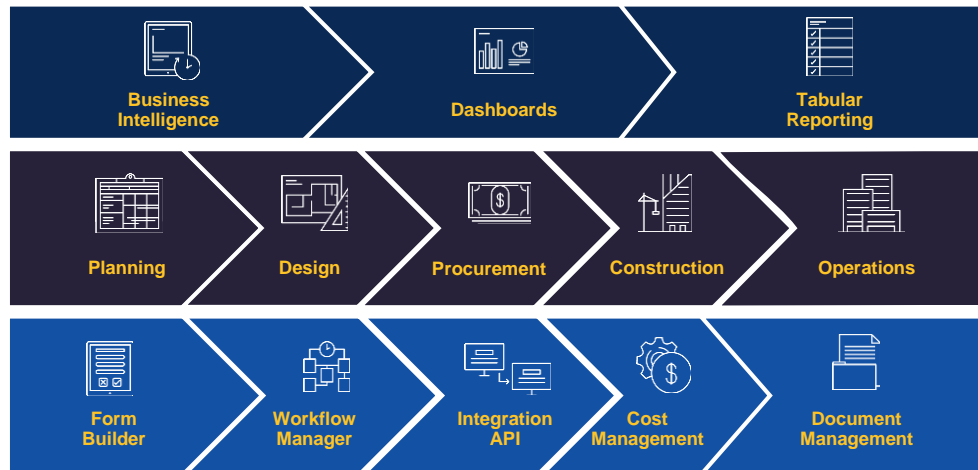 Business
Intelligence
Dashboards
Tabular
Reporting
Planning
Design
Procurement
Construction
Operations
Form
Builder
Workflow
Manager
Integration
API
Cost
Management
Document
Management